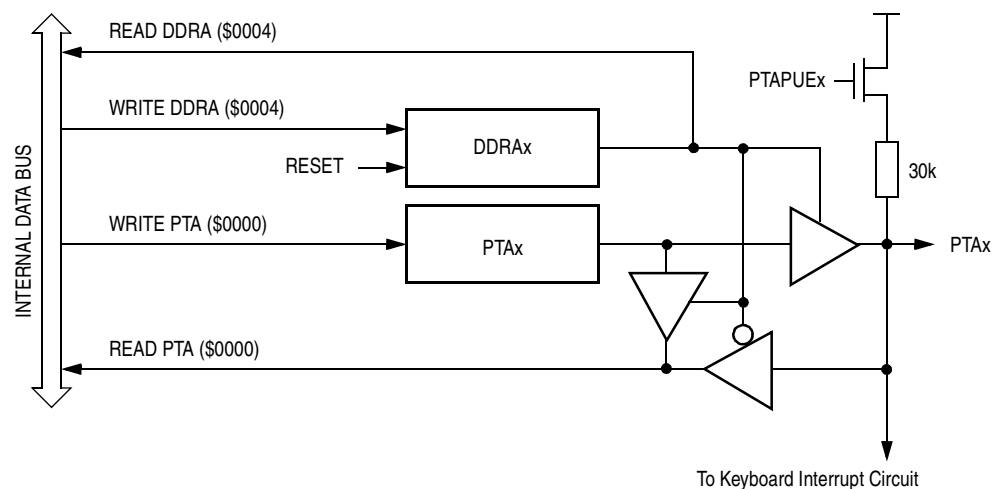 READ DDRA ($0004)
PTAPUEx
WRITE DDRA ($0004)
DDRAx
RESET
30k
WRITE PTA ($0000)
PTAx
PTAx
INTERNAL DATA BUS
READ PTA ($0000)
To Keyboard Interrupt Circuit